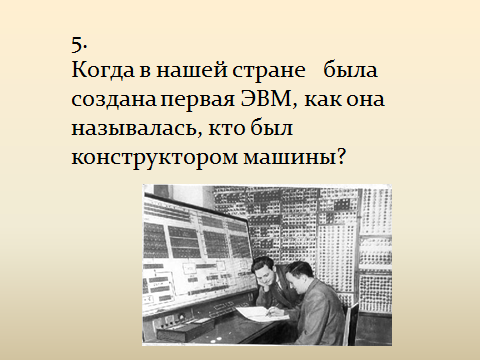 5.
Когда в нашей стране была
создана первая ЭВМ, как она
называлась, кто был
конструктором машины?